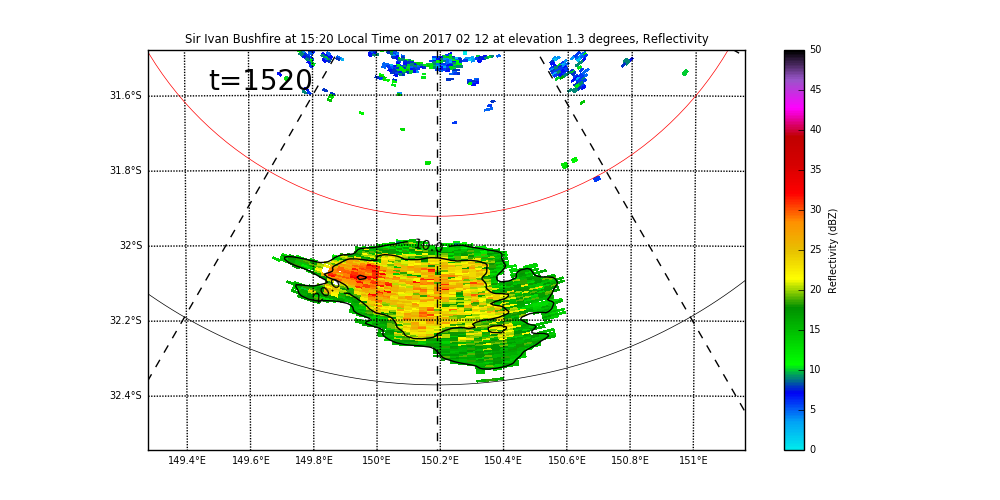 Sir Ivan Bushfire at 15:20 Local Time on 2017 02 12 at elevation 1.3 degrees, Reflectivity
t=1520
31.6°S
31.8°S
32°S
32.2°S
32.4°S
149.4°E 149.6°E 149.8°E 150°E 150.2°E 150.4°E 150.6°E 150.8°E 151°E
10.0
50
45
40
35
30
25
20
15
10
5
0
Reflectivity (dBZ)